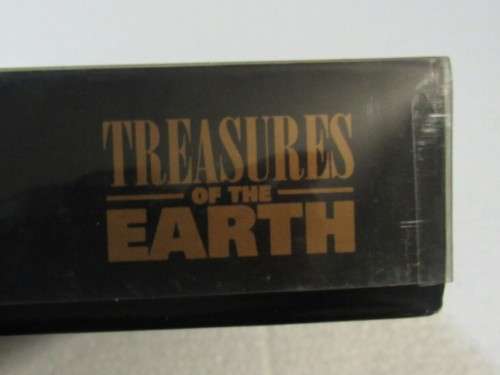 TREASURES
OF THE
EARTH